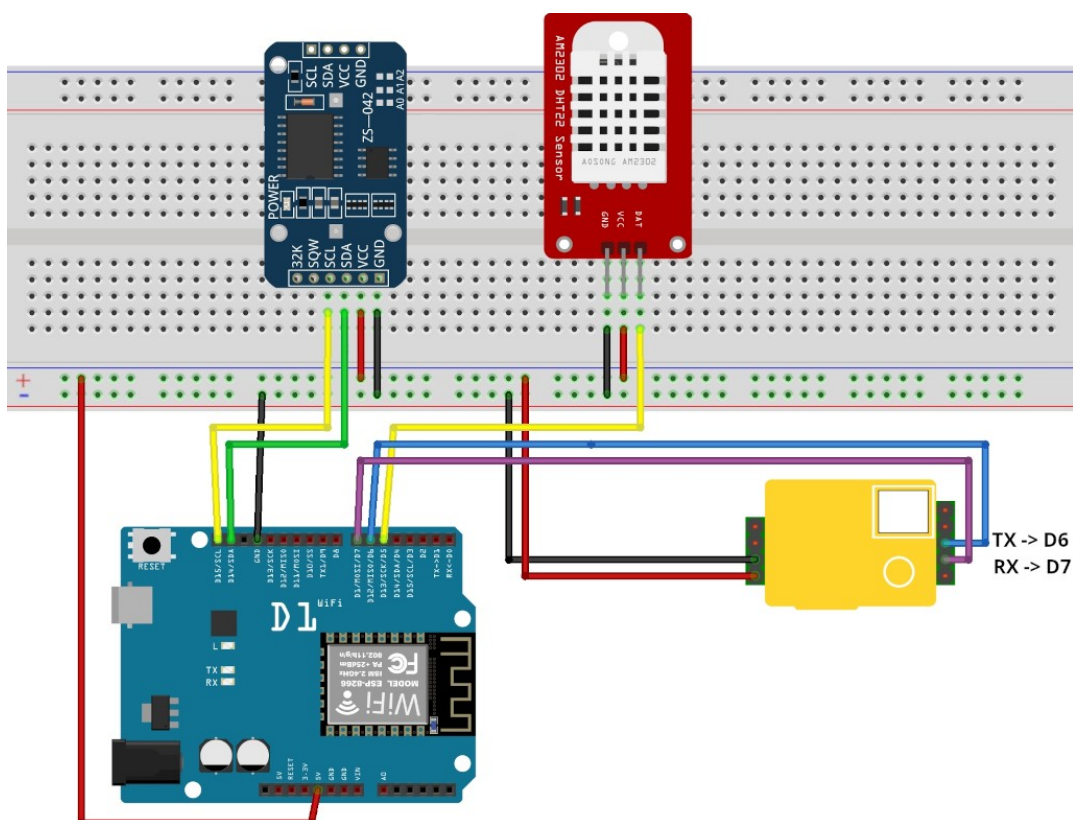 SCL
SDA
VCC
GND
A0 A1 A2
ZS-042
POWER
32K
SQW
SCL
SDA
VCC
GND
AM2302 DHT22 Sensor
AOSONG AM2302
GND
VCC
DAT
+
-
TX -> D6
RX -> D7
RESET
D15/SCL
D14/SDA
GND
D13/SCK
D12/MISO
D11/MOSI
D10/SS
TX1/D9
D8
D1/MOSI/D7
D12/MISO/D6
D13/SCK/D5
D14/SDA/D4
D15/SCL/D3
D2
TX->D1
RX<-D0
D1 WiFi
L
TX
RX
WiFi
MODEL ESP-8266
ISM 2.4GHz
PA +25dBm
802.11b/g/n
FC
5V
RESET
3-3V
5V
GND
GND
VIN
A0